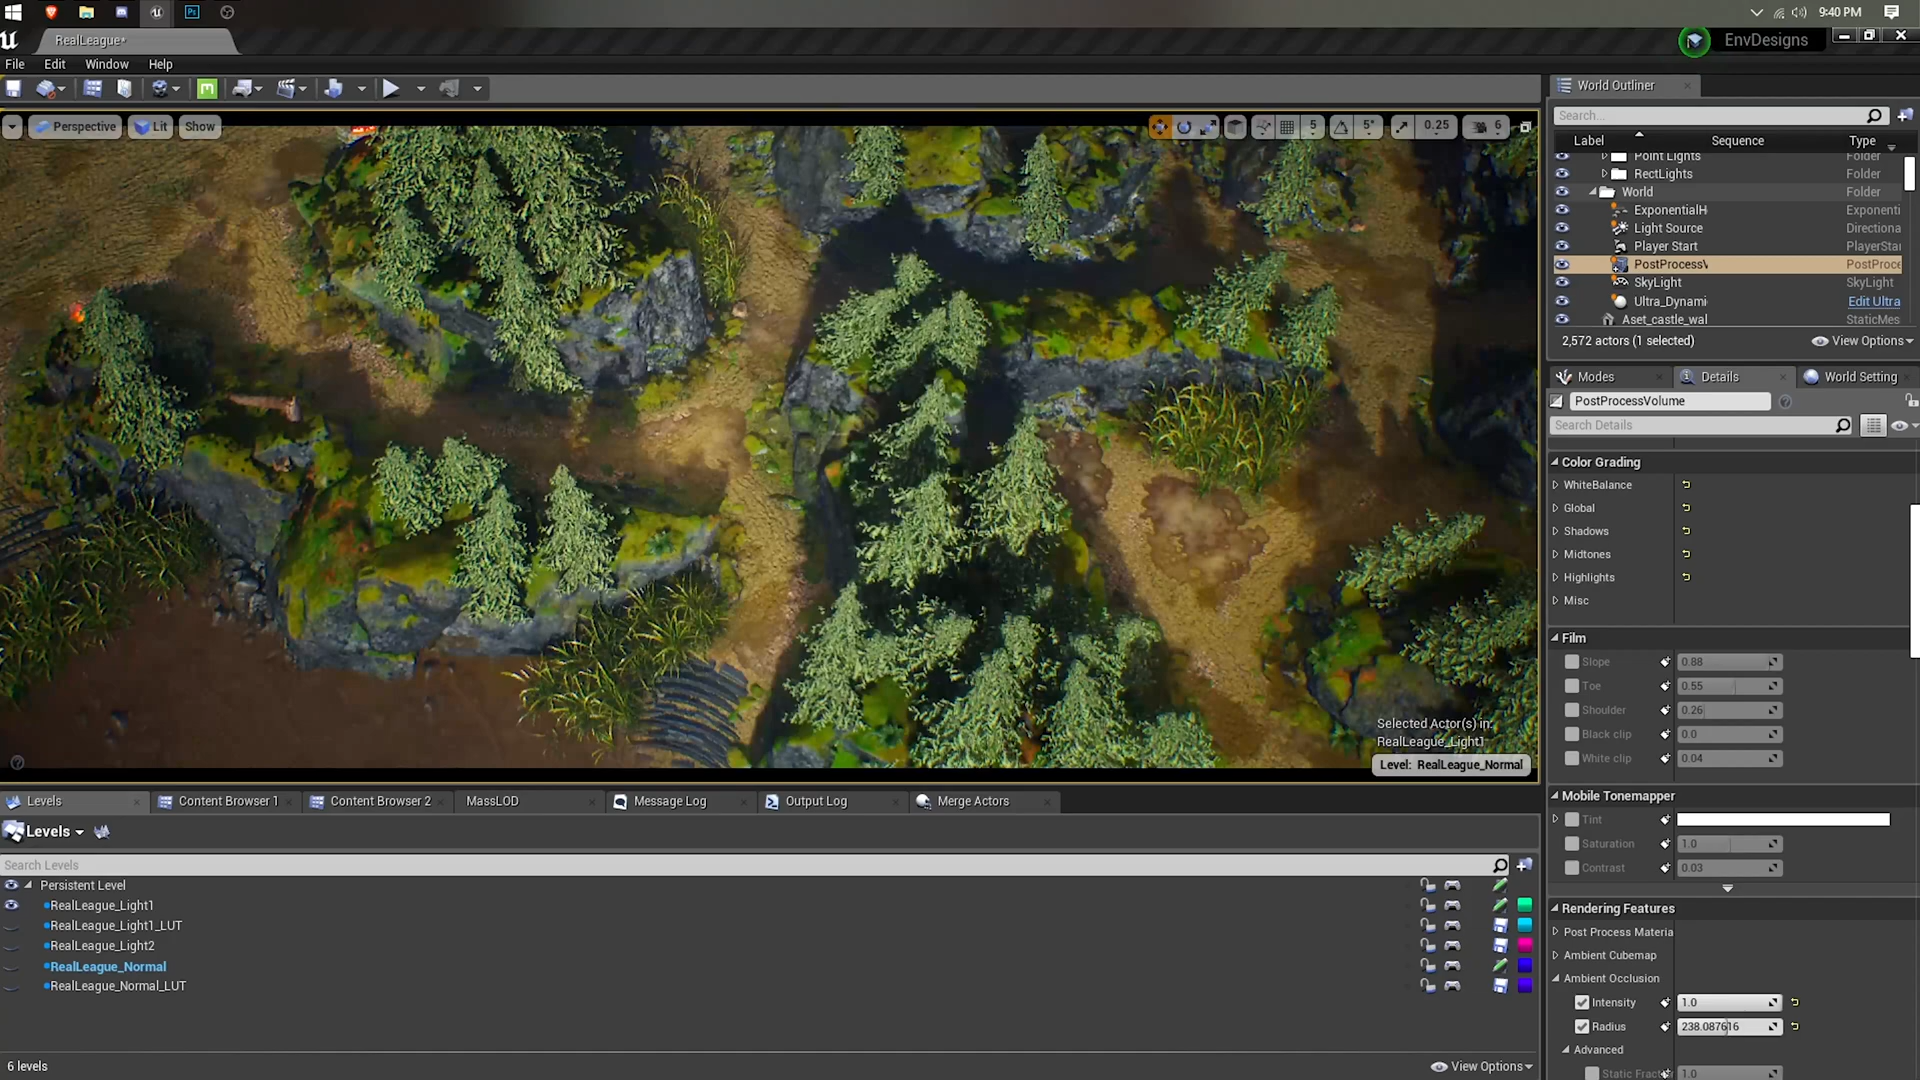 9:40 PM
RealLeague*
EnvDesigns
File Edit Window Help
Perspective Lit Show
5 5° 0.25 6
World Outliner
Search...
Label Sequence Type
Point Lights Folder
RectLights Folder
World Folder
ExponentialH Exponenti
Light Source Directiona
Player Start PlayerStar
PostProcessV PostProce
SkyLight SkyLight
Ultra_Dynami Edit Ultra
Aset_castle_wal StaticMes
2,572 actors (1 selected) View Options
Modes Details World Setting
PostProcessVolume
Search Details
Color Grading
WhiteBalance
Global
Shadows
Midtones
Highlights
Misc
Film
Slope 0.88
Toe 0.55
Shoulder 0.26
Black clip 0.0
White clip 0.04
Mobile Tonemapper
Tint
Saturation 1.0
Contrast 0.03
Rendering Features
Post Process Materia
Ambient Cubemap
Ambient Occlusion
Intensity 1.0
Radius 238.087616
Advanced
Static Fract 1.0
Selected Actor(s) in:
RealLeague_Light1
Level: RealLeague_Normal
Levels Content Browser 1 Content Browser 2 MassLOD Message Log Output Log Merge Actors
Levels
Search Levels
Persistent Level
RealLeague_Light1
RealLeague_Light1_LUT
RealLeague_Light2
RealLeague_Normal
RealLeague_Normal_LUT
6 levels View Options